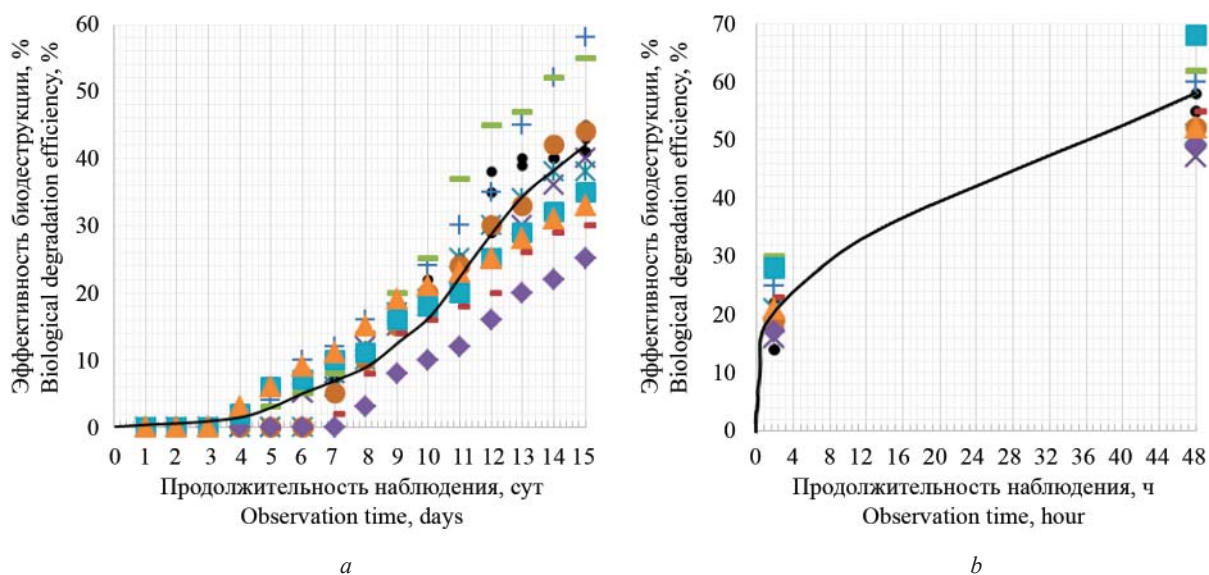 Эффективность биодеструкции, %
Biological degradation efficiency, %
60
50
40
30
20
10
0
0 1 2 3 4 5 6 7 8 9 10 11 12 13 14 15
Продолжительность наблюдения, сут
Observation time, days
a
Эффективность биодеструкции, %
Biological degradation efficiency, %
70
60
50
40
30
20
10
0
0 4 8 12 16 20 24 28 32 36 40 44 48
Продолжительность наблюдения, ч
Observation time, hour
b